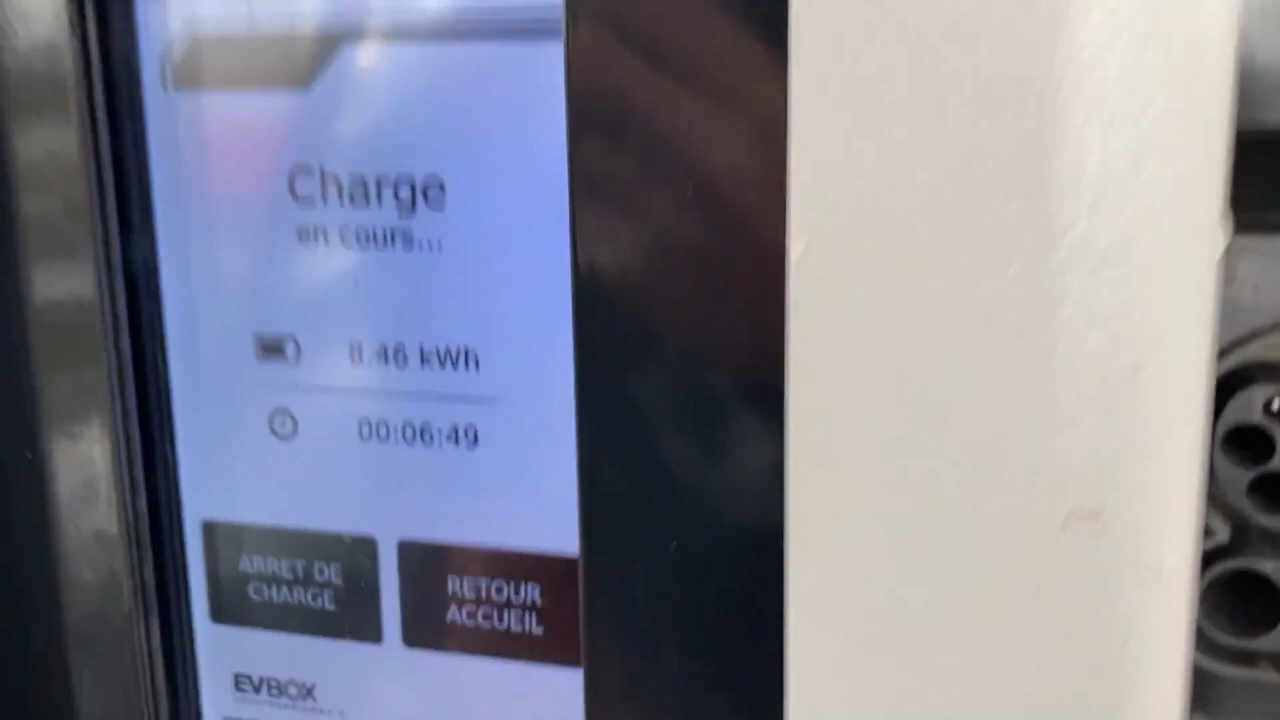 Charge
en cours...
8.46 kWh
00:06:49
ARRET DE
CHARGE
RETOUR
ACCUEIL
EVBOX